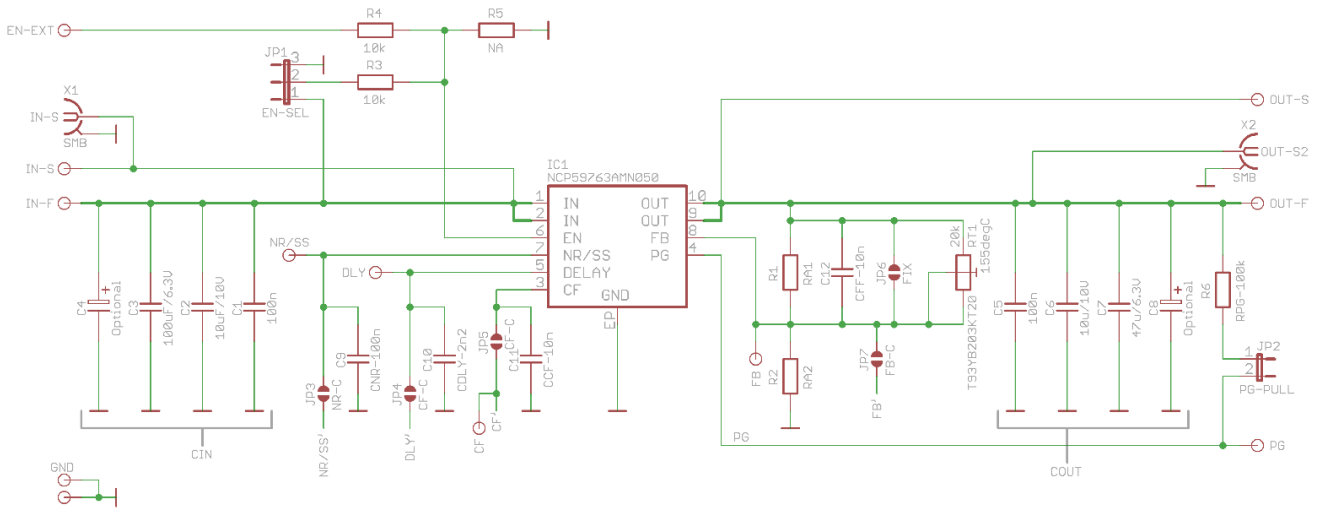 EN-EXT
R4
10k
R5
NA
JP1
3
2
1
EN-SEL
R3
10k
X1
IN-S
SMB
IN-S
IN-F
OUT-S
X2
OUT-S2
SMB
OUT-F
IC1
NCP59763AMN050
1 IN OUT 10
2 IN OUT 9
6 EN FB 8
7 NR/SS PG 4
5 DELAY
3 CF
GND
EP
NR/SS
DLY
C4
+
Optional
C3
100uF/6.3V
C2
10uF/10V
C1
100n
CIN
JP3
NR-C
NR/SS'
C9
CNR-100n
JP4
CF-C
DLY'
C10
CDLY-2n2
JP5
CF-C
CF
CF'
C11
CCF-10n
R1
RA1
C12
CFF-10n
JP6
FIX
20k
RT1
155degC
T93YB203KT20
FB
R2
RA2
JP7
FB-C
FB'
C5
100n
C6
10u/10V
C7
47u/6.3V
C8
+
Optional
COUT
R6
RPG-100k
JP2
1
2
PG-PULL
PG
PG
GND